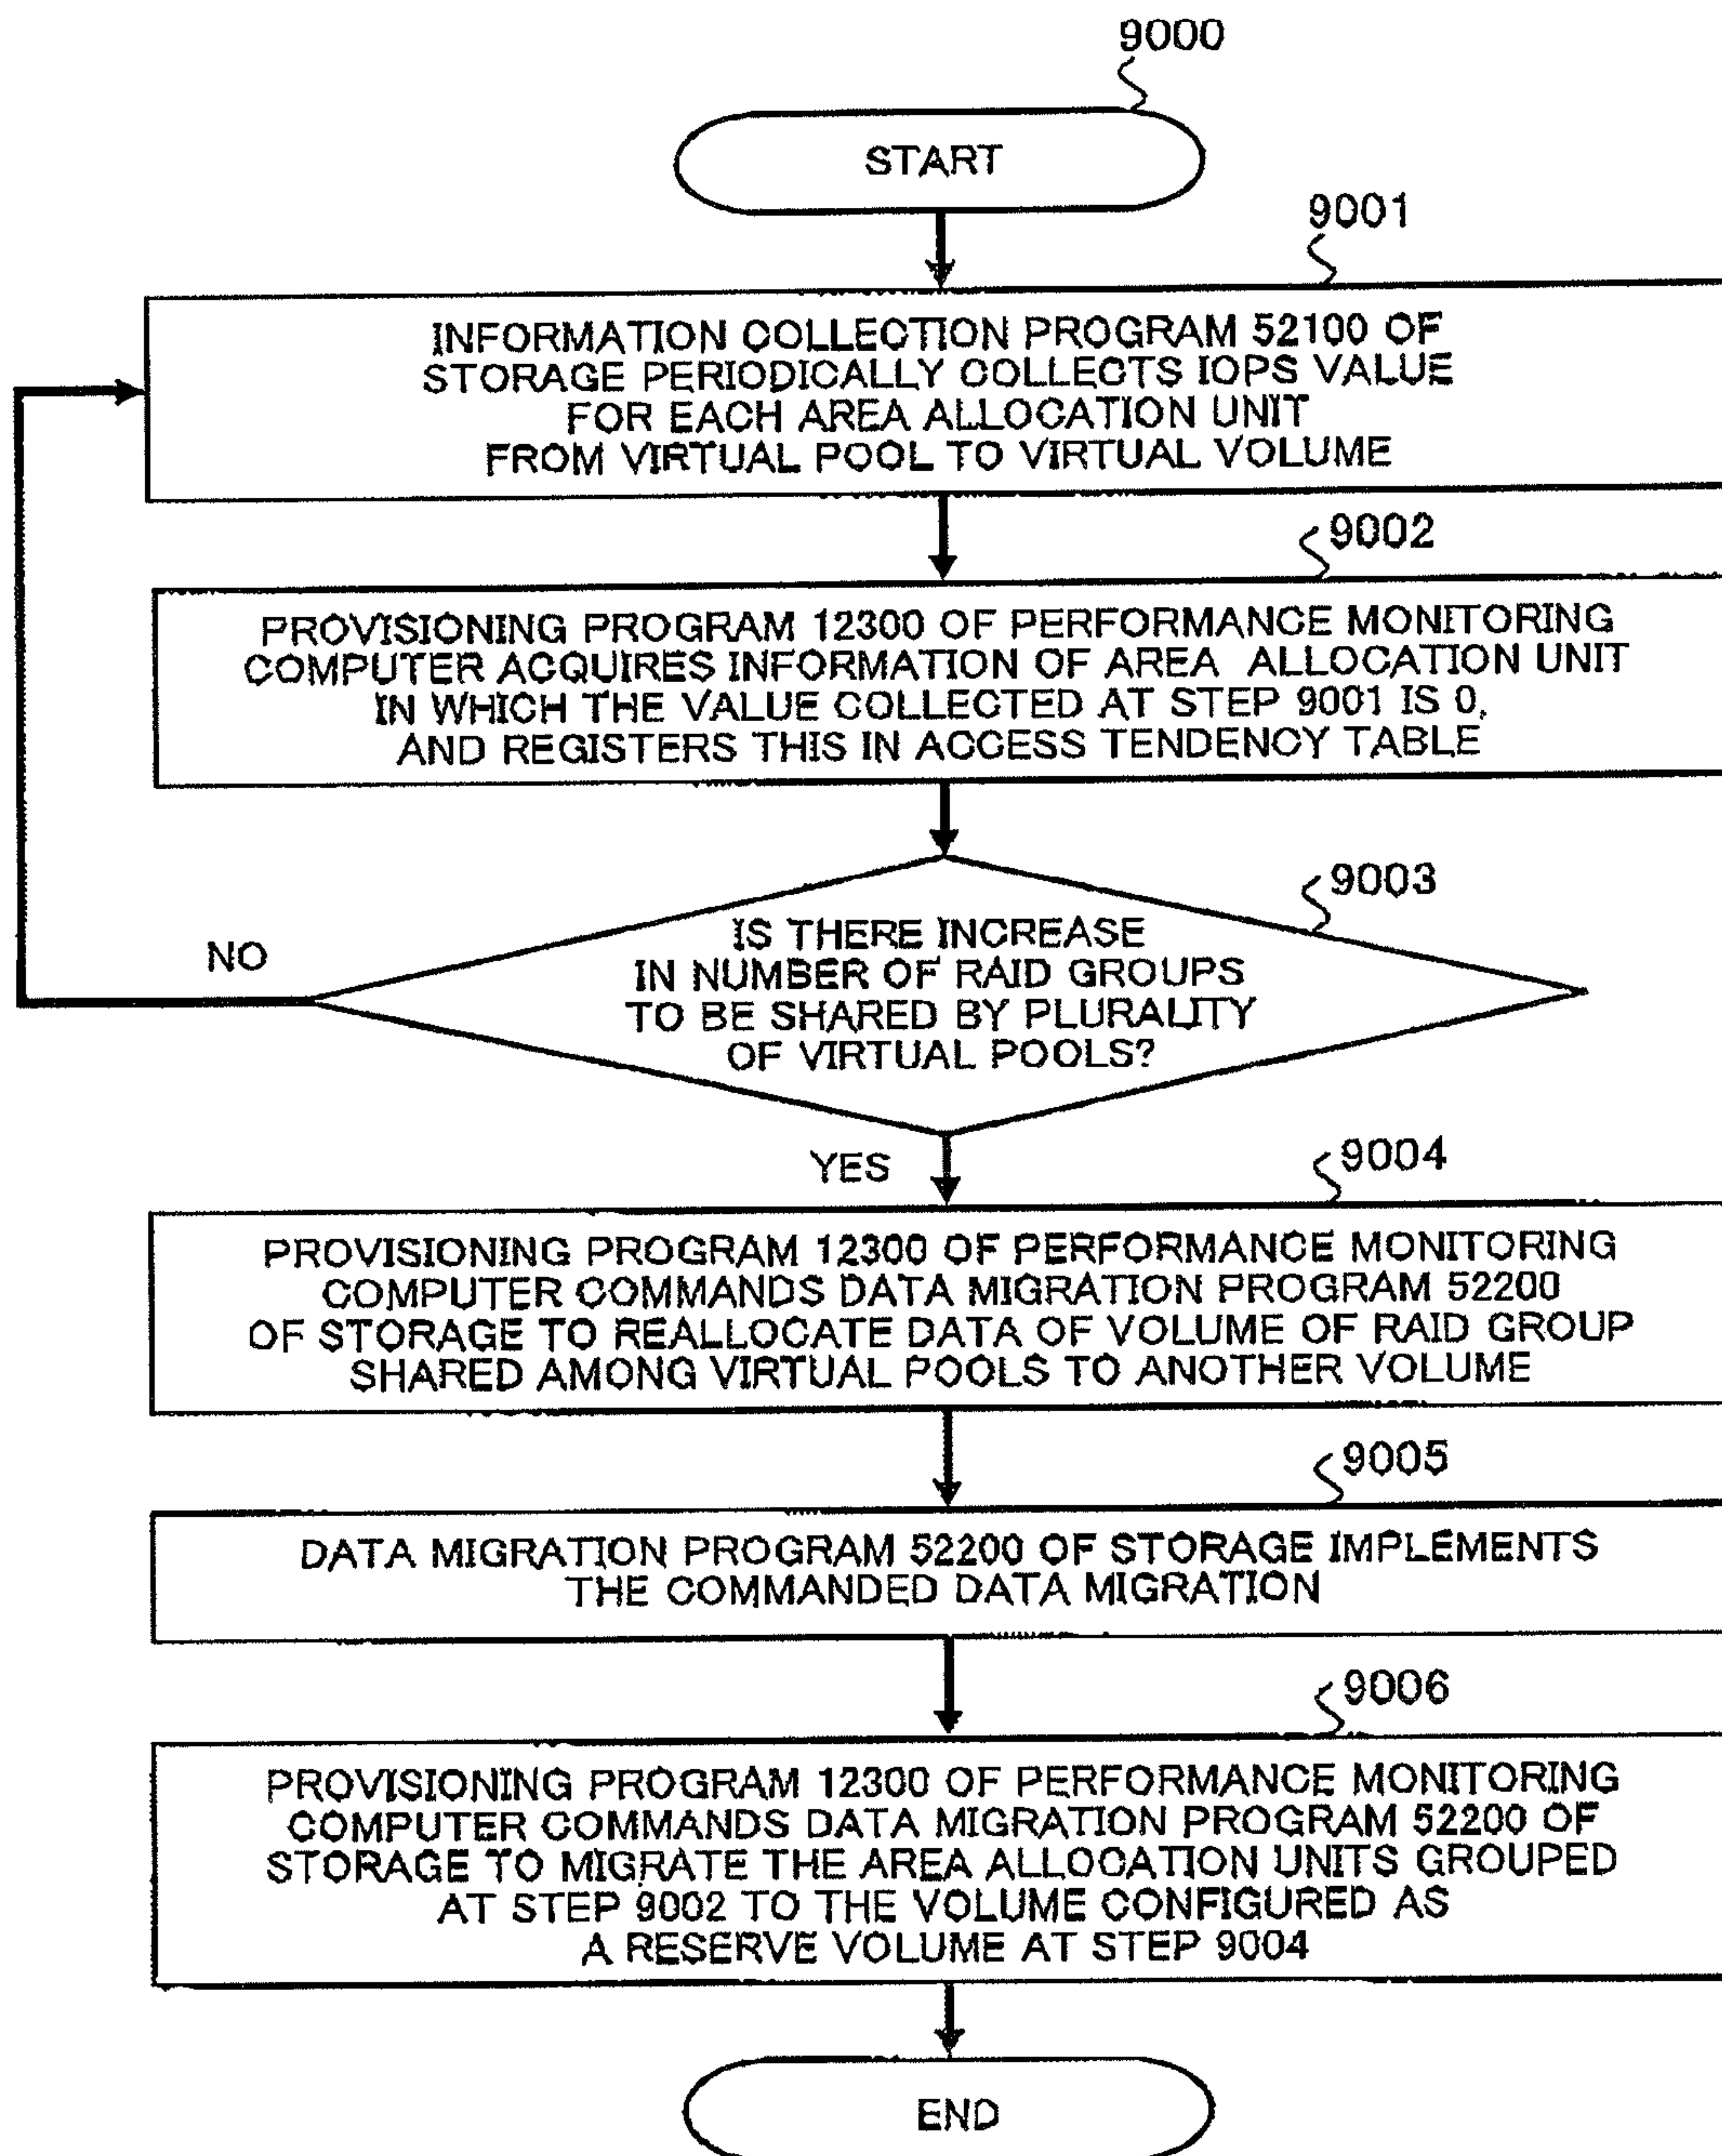 9000
START
9001
INFORMATION COLLECTION PROGRAM 52100 OF
STORAGE PERIODICALLY COLLECTS IOPS VALUE
FOR EACH AREA ALLOCATION UNIT
FROM VIRTUAL POOL TO VIRTUAL VOLUME
9002
PROVISIONING PROGRAM 12300 OF PERFORMANCE MONITORING
COMPUTER ACQUIRES INFORMATION OF AREA ALLOCATION UNIT
IN WHICH THE VALUE COLLECTED AT STEP 9001 IS 0,
AND REGISTERS THIS IN ACCESS TENDENCY TABLE
9003
IS THERE INCREASE
IN NUMBER OF RAID GROUPS
TO BE SHARED BY PLURALITY
OF VIRTUAL POOLS?
NO
YES
9004
PROVISIONING PROGRAM 12300 OF PERFORMANCE MONITORING
COMPUTER COMMANDS DATA MIGRATION PROGRAM 52200
OF STORAGE TO REALLOCATE DATA OF VOLUME OF RAID GROUP
SHARED AMONG VIRTUAL POOLS TO ANOTHER VOLUME
9005
DATA MIGRATION PROGRAM 52200 OF STORAGE IMPLEMENTS
THE COMMANDED DATA MIGRATION
9006
PROVISIONING PROGRAM 12300 OF PERFORMANCE MONITORING
COMPUTER COMMANDS DATA MIGRATION PROGRAM 52200 OF
STORAGE TO MIGRATE THE AREA ALLOCATION UNITS GROUPED
AT STEP 9002 TO THE VOLUME CONFIGURED AS
A RESERVE VOLUME AT STEP 9004
END